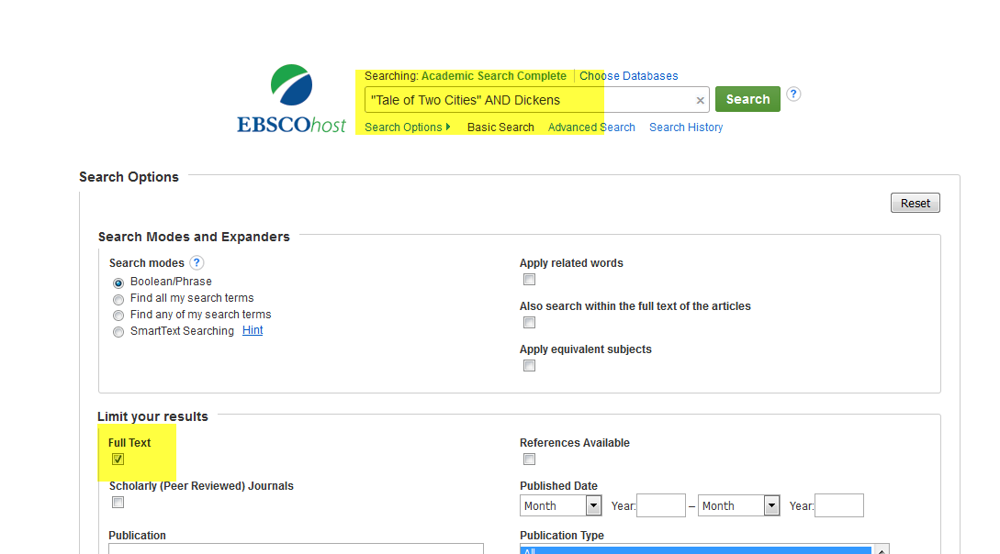 Searching: Academic Search Complete Choose Databases
"Tale of Two Cities" AND Dickens × Search ?
EBSCOhost
Search Options Basic Search Advanced Search Search History
Search Options
Reset
Search Modes and Expanders
Search modes ?
Boolean/Phrase
Find all my search terms
Find any of my search terms
SmartText Searching Hint
Apply related words
Also search within the full text of the articles
Apply equivalent subjects
Limit your results
Full Text
References Available
Scholarly (Peer Reviewed) Journals
Published Date
Month Year: – Month Year:
Publication
Publication Type
All